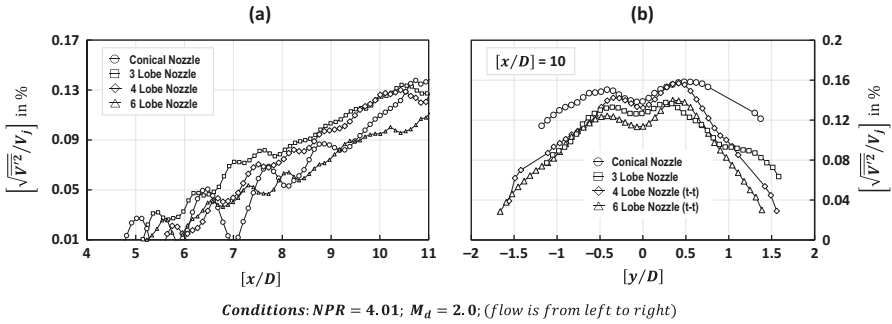 (a)
0.17
0.13
0.09
0.05
0.01
4 5 6 7 8 9 10 11
[√V′²/Vj] in %
[x/D]
Conical Nozzle
3 Lobe Nozzle
4 Lobe Nozzle
6 Lobe Nozzle
(b)
[x/D] = 10
0.2
0.16
0.12
0.08
0.04
0
−2 −1.5 −1 −0.5 0 0.5 1 1.5 2
[√V′²/Vj] in %
[y/D]
Conical Nozzle
3 Lobe Nozzle
4 Lobe Nozzle (t-t)
6 Lobe Nozzle (t-t)
Conditions: NPR = 4.01; Md = 2.0; (flow is from left to right)